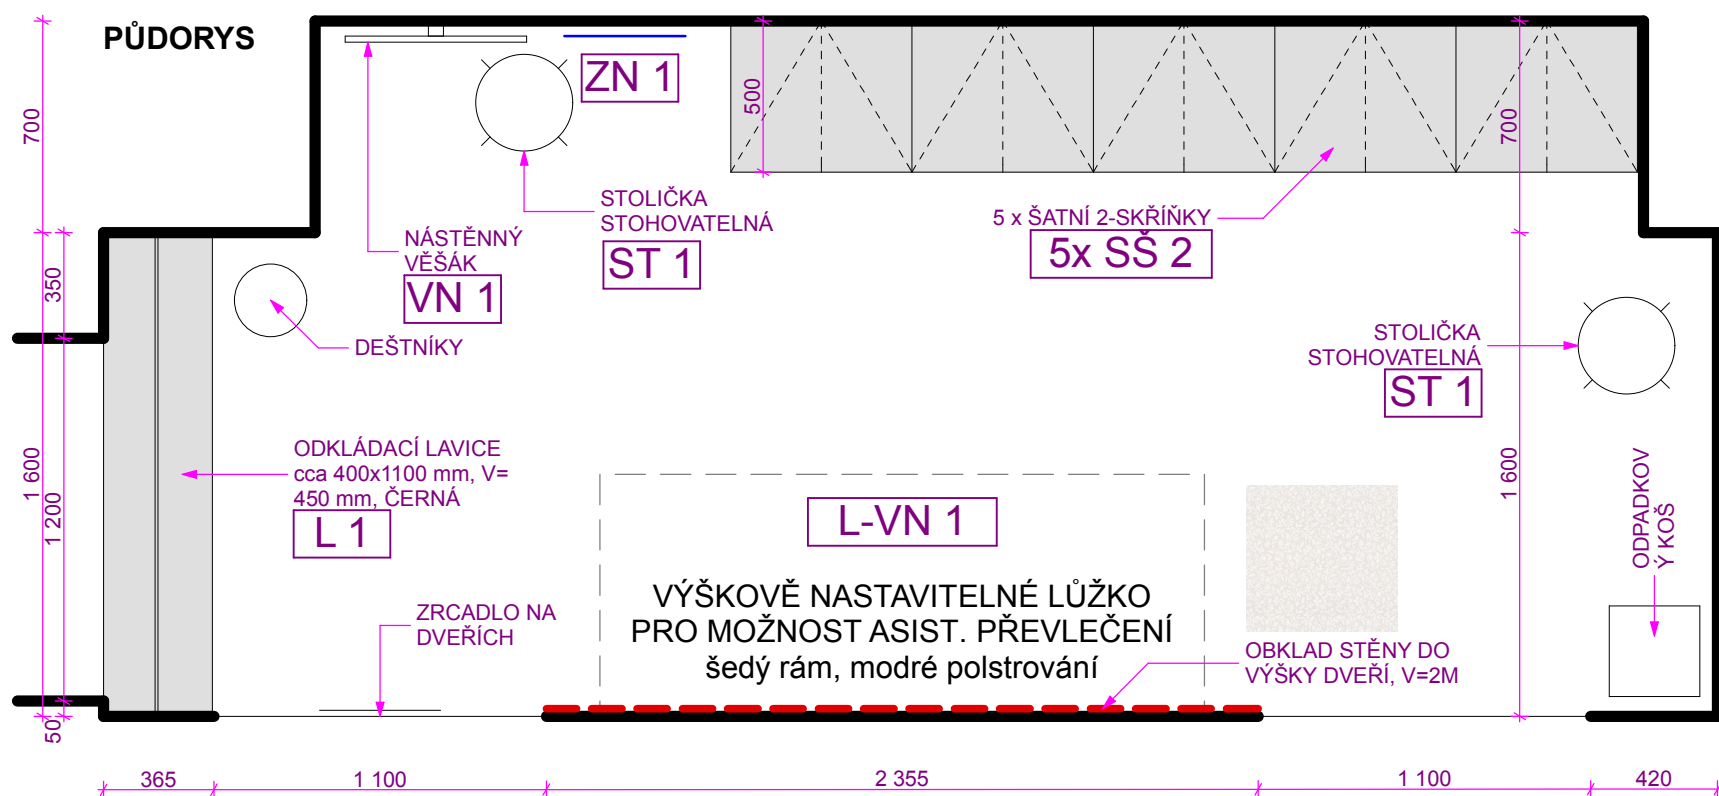 PŮDORYS
ZN 1
700
500
700
STOLIČKA
STOHOVATELNÁ
ST 1
NÁSTĚNNÝ
VĚŠÁK
VN 1
5 x ŠATNÍ 2-SKŘÍŇKY
5x SŠ 2
350
DEŠTNÍKY
STOLIČKA
STOHOVATELNÁ
ST 1
ODKLÁDACÍ LAVICE
cca 400x1100 mm, V=
450 mm, ČERNÁ
L 1
1 600
1 200
1 600
L-VN 1
VÝŠKOVĚ NASTAVITELNÉ LŮŽKO
PRO MOŽNOST ASIST. PŘEVLEČENÍ
šedý rám, modré polstrování
ODPADKOV
Ý KOŠ
ZRCADLO NA
DVEŘÍCH
OBKLAD STĚNY DO
VÝŠKY DVEŘÍ, V=2M
50
365
1 100
2 355
1 100
420